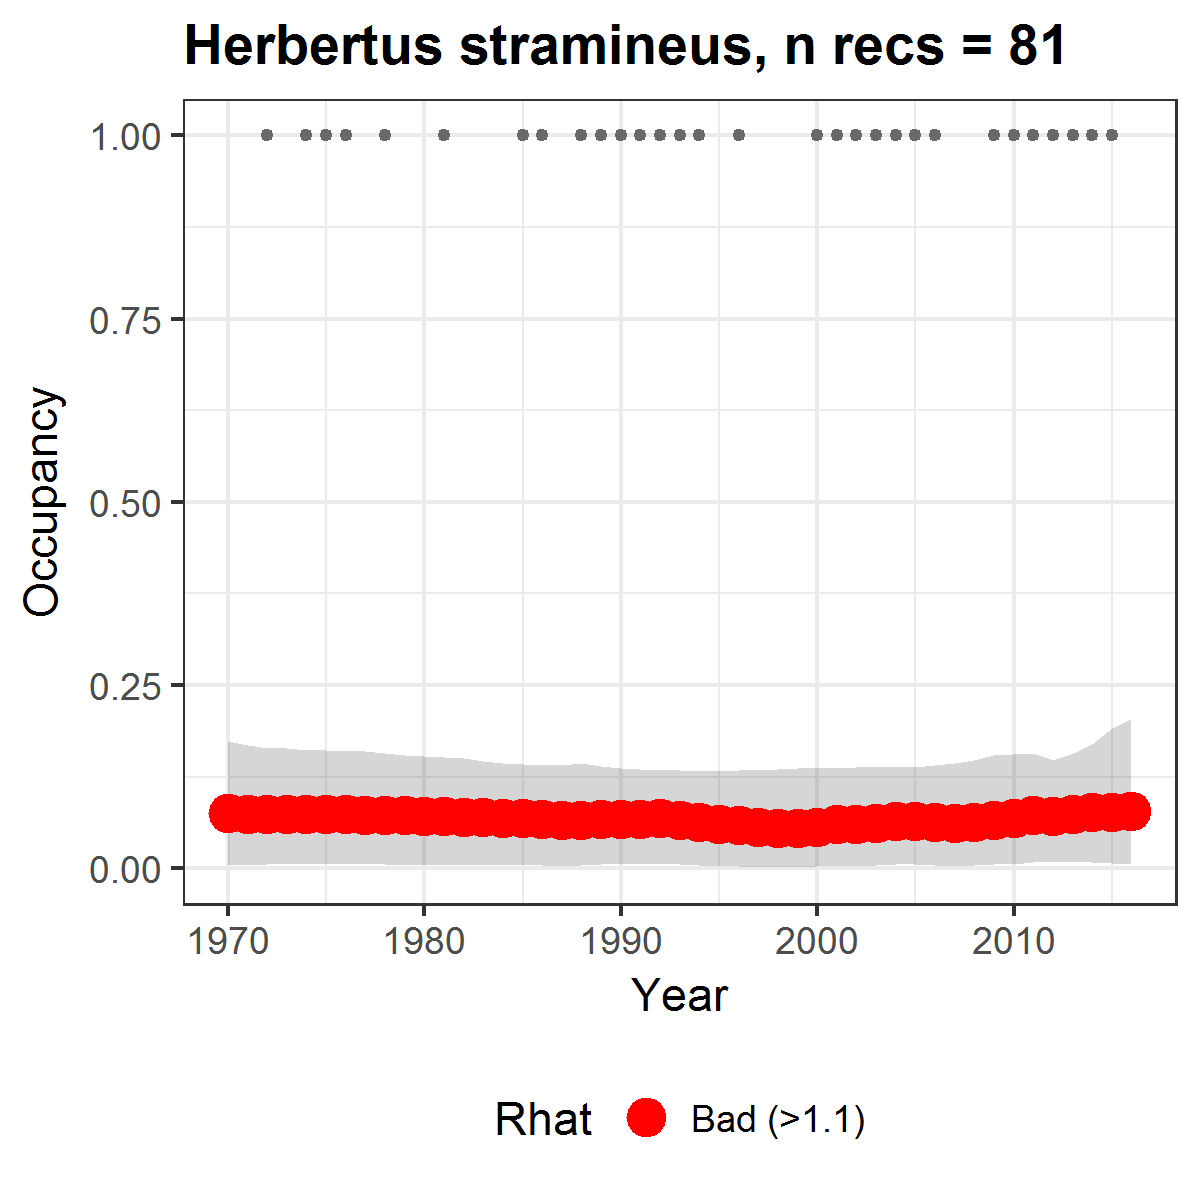 Herbertus stramineus, n recs = 81
1.00
0.75
0.50
0.25
0.00
Occupancy
1970 1980 1990 2000 2010
Year
Rhat Bad (>1.1)